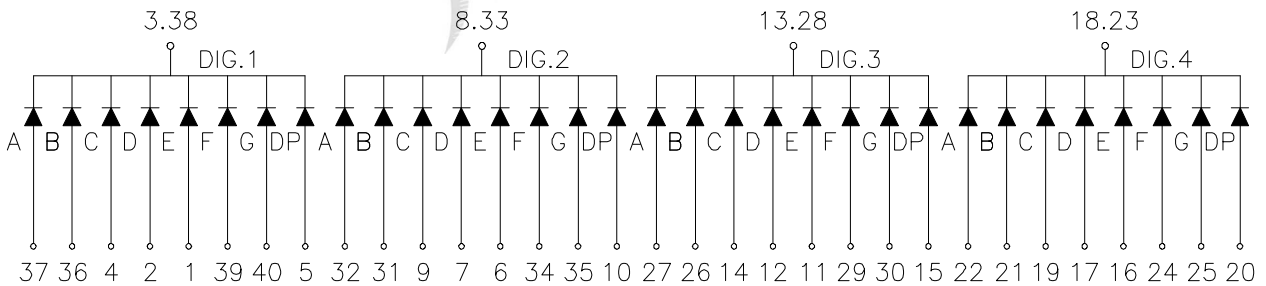 3.38 8.33 13.28 18.23
DIG.1 DIG.2 DIG.3 DIG.4
A B C D E F G DP A B C D E F G DP A B C D E F G DP A B C D E F G DP
37 36 4 2 1 39 40 5 32 31 9 7 6 34 35 10 27 26 14 12 11 29 30 15 22 21 19 17 16 24 25 20